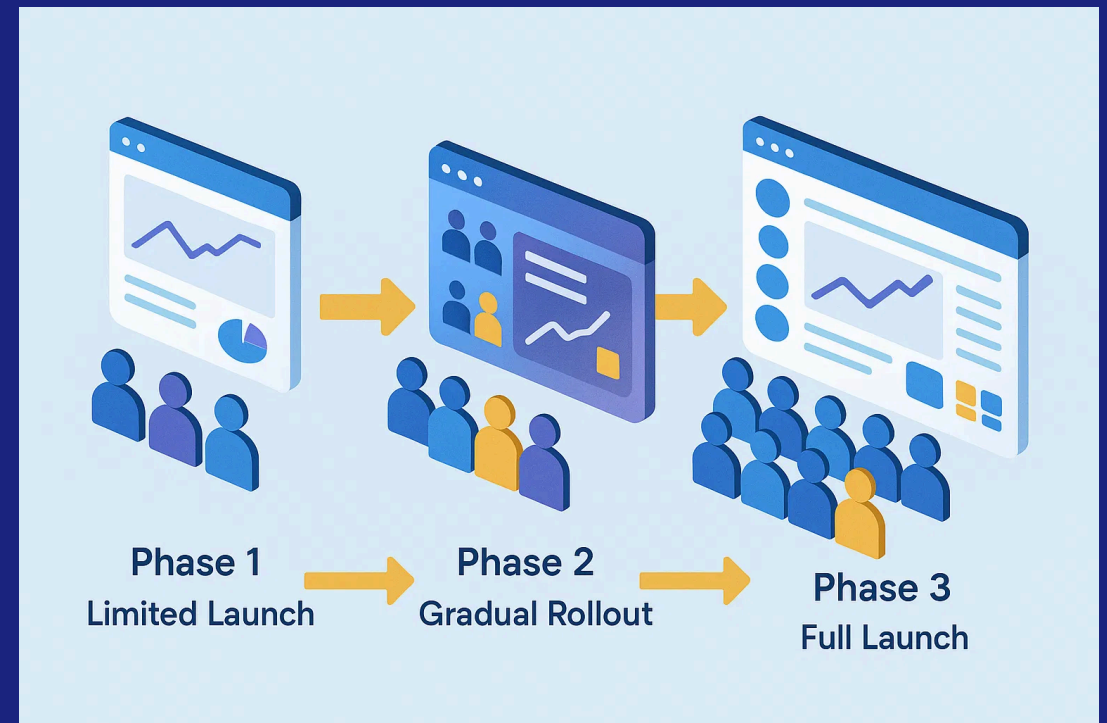 Phase 1
Limited Launch
Phase 2
Gradual Rollout
Phase 3
Full Launch